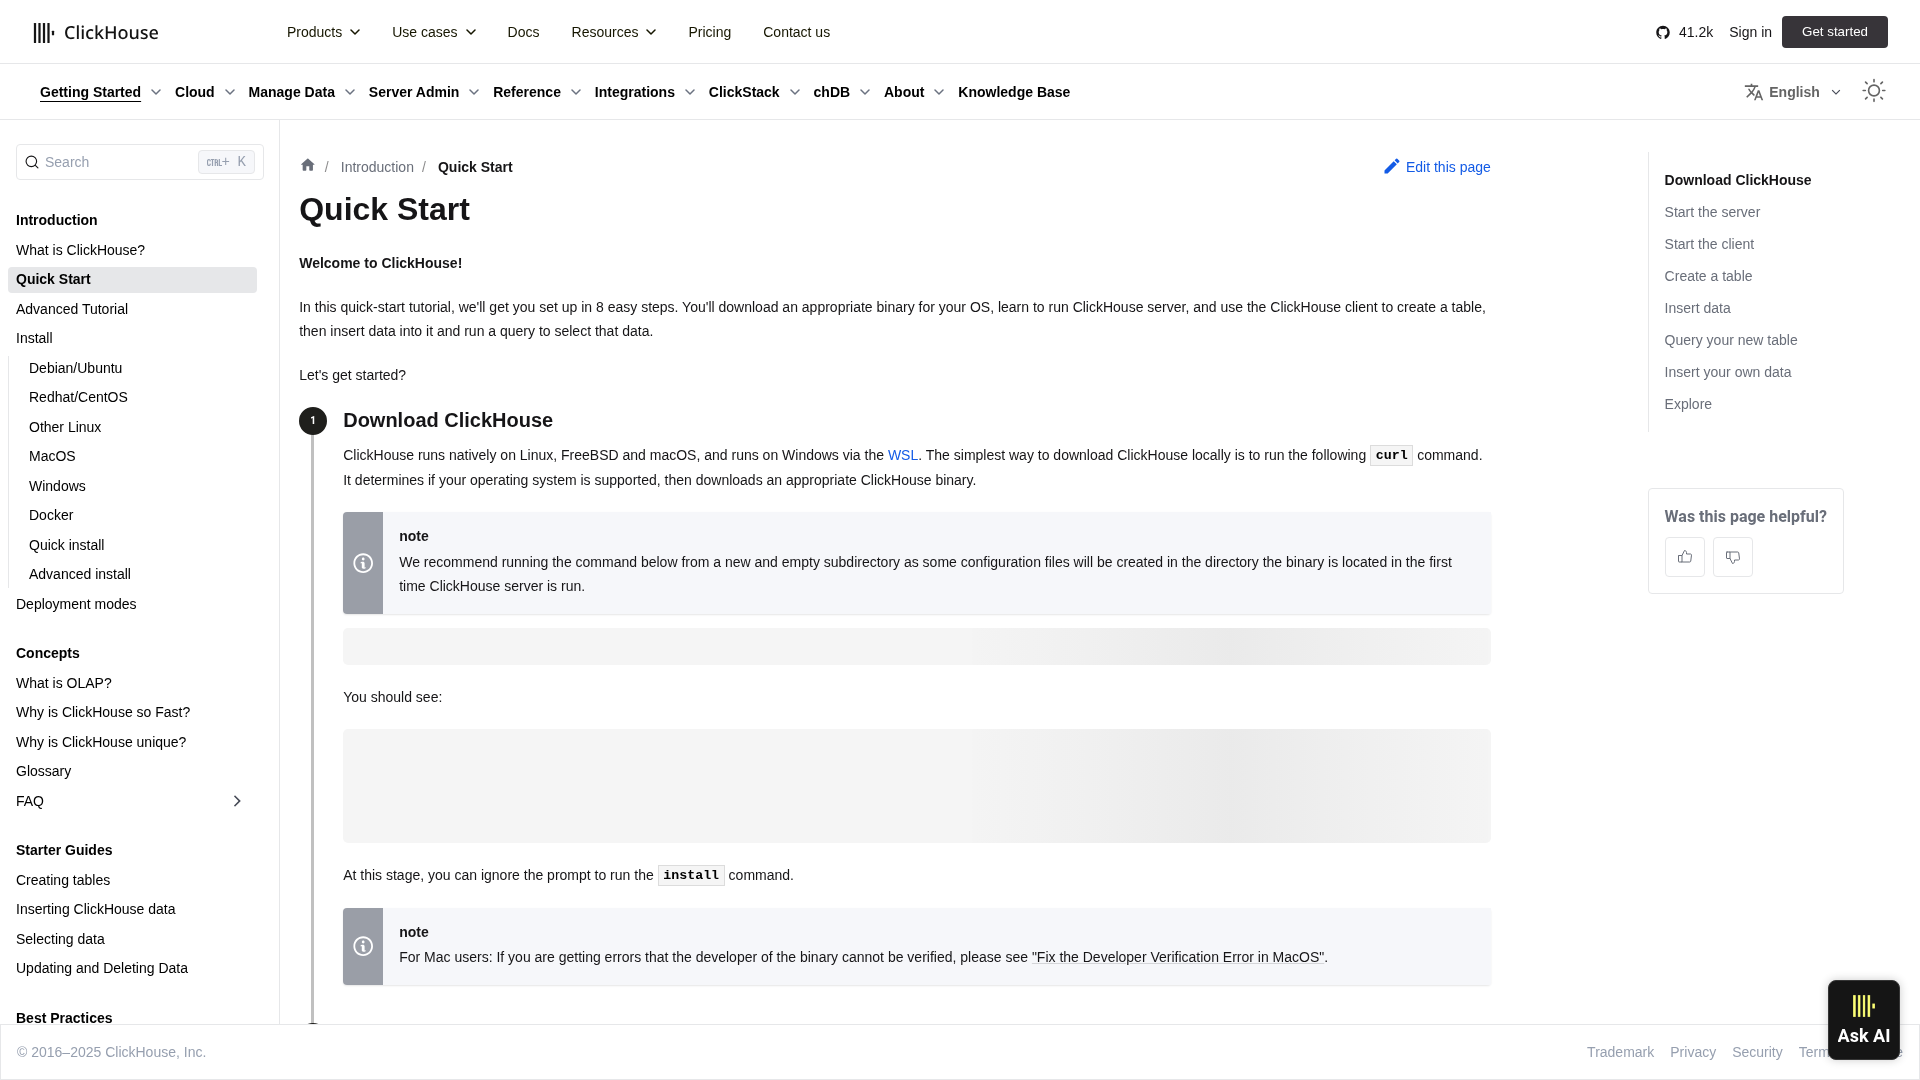 ClickHouse
Products
Use cases
Docs
Resources
Pricing
Contact us
41.2k
Sign in
Get started
Getting Started
Cloud
Manage Data
Server Admin
Reference
Integrations
ClickStack
chDB
About
Knowledge Base
English
Search
CTRL+ K
Introduction
What is ClickHouse?
Quick Start
Advanced Tutorial
Install
Debian/Ubuntu
Redhat/CentOS
Other Linux
MacOS
Windows
Docker
Quick install
Advanced install
Deployment modes
Concepts
What is OLAP?
Why is ClickHouse so Fast?
Why is ClickHouse unique?
Glossary
FAQ
Starter Guides
Creating tables
Inserting ClickHouse data
Selecting data
Updating and Deleting Data
Best Practices
/ Introduction / Quick Start
Edit this page
Quick Start
Welcome to ClickHouse!
In this quick-start tutorial, we'll get you set up in 8 easy steps. You'll download an appropriate binary for your OS, learn to run ClickHouse server, and use the ClickHouse client to create a table,
then insert data into it and run a query to select that data.
Let's get started?
1
Download ClickHouse
ClickHouse runs natively on Linux, FreeBSD and macOS, and runs on Windows via the WSL. The simplest way to download ClickHouse locally is to run the following curl command.
It determines if your operating system is supported, then downloads an appropriate ClickHouse binary.
note
We recommend running the command below from a new and empty subdirectory as some configuration files will be created in the directory the binary is located in the first
time ClickHouse server is run.
You should see:
At this stage, you can ignore the prompt to run the install command.
note
For Mac users: If you are getting errors that the developer of the binary cannot be verified, please see "Fix the Developer Verification Error in MacOS".
Download ClickHouse
Start the server
Start the client
Create a table
Insert data
Query your new table
Insert your own data
Explore
Was this page helpful?
Ask AI
© 2016–2025 ClickHouse, Inc.
Trademark
Privacy
Security